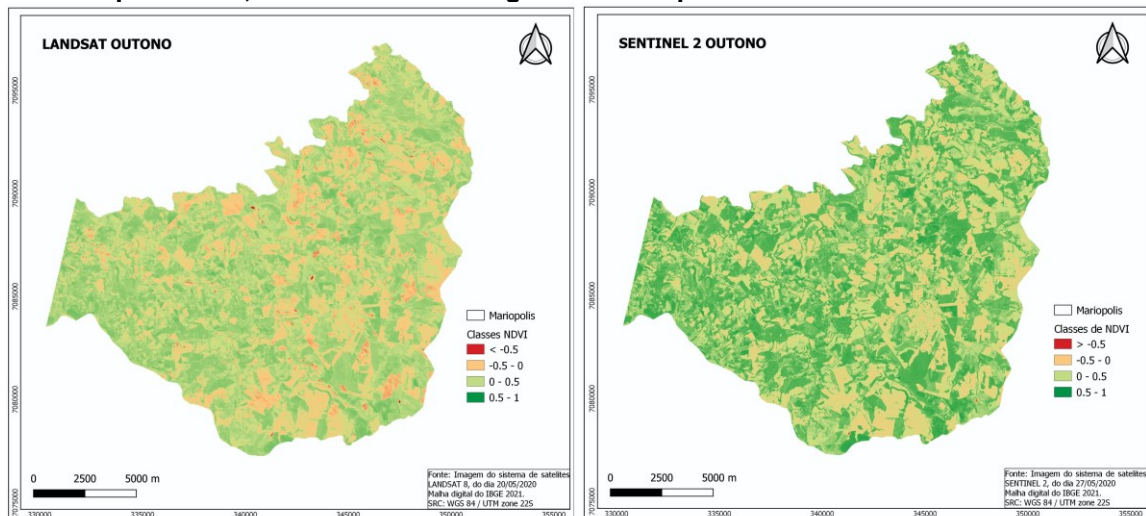 LANDSAT OUTONO
7095000
7090000
7085000
7080000
7075000
Mariopolis
Classes NDVI
< -0.5
-0.5 - 0
0 - 0.5
0.5 - 1
0 2500 5000 m
Fonte: Imagem do sistema de satelites
LANDSAT 8, do dia 20/05/2020
Malha digital do IBGE 2021.
SRC: WGS 84 / UTM zone 22S
330000 335000 340000 345000 350000 355000
SENTINEL 2 OUTONO
7095000
7090000
7085000
7080000
7075000
Mariopolis
Classes de NDVI
> -0.5
-0.5 - 0
0 - 0.5
0.5 - 1
0 2500 5000 m
Fonte: Imagem do sistema de satelites
SENTINEL 2, do dia 27/05/2020
Malha digital do IBGE 2021.
SRC: WGS 84 / UTM zone 22S
330000 335000 340000 345000 350000 355000